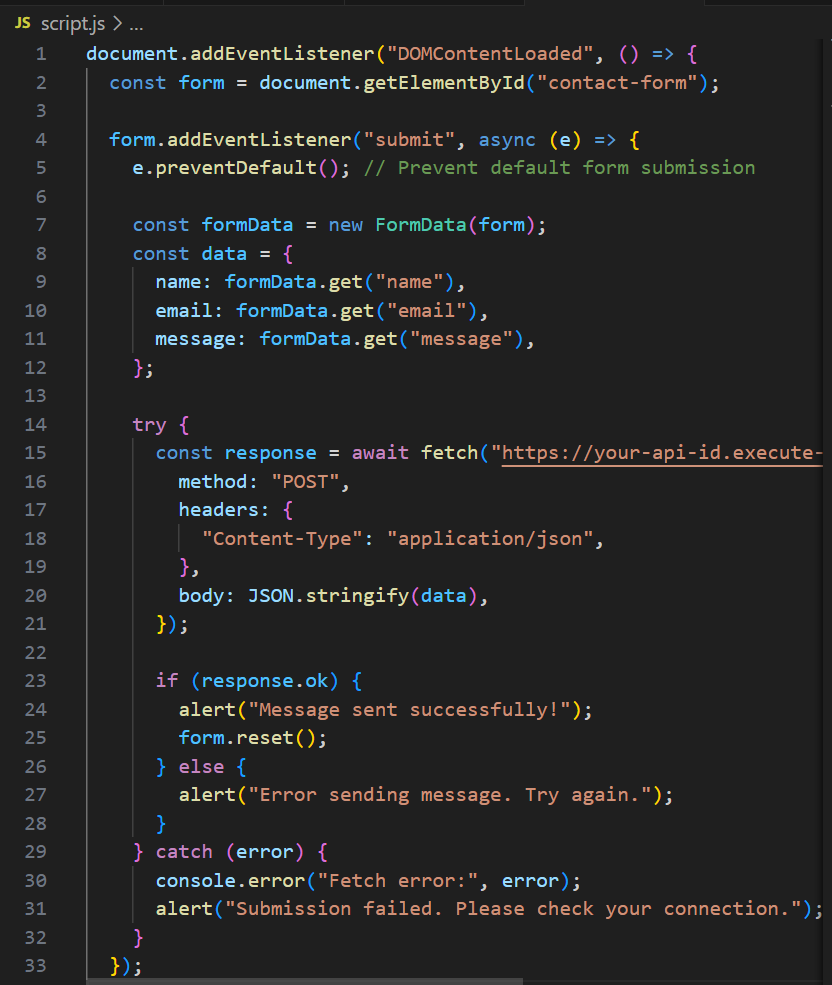 JS script.js > ...
1 document.addEventListener("DOMContentLoaded", () => {
2 const form = document.getElementById("contact-form");
3
4 form.addEventListener("submit", async (e) => {
5 e.preventDefault(); // Prevent default form submission
6
7 const formData = new FormData(form);
8 const data = {
9 name: formData.get("name"),
10 email: formData.get("email"),
11 message: formData.get("message"),
12 };
13
14 try {
15 const response = await fetch("https://your-api-id.execute-
16 method: "POST",
17 headers: {
18 "Content-Type": "application/json",
19 },
20 body: JSON.stringify(data),
21 });
22
23 if (response.ok) {
24 alert("Message sent successfully!");
25 form.reset();
26 } else {
27 alert("Error sending message. Try again.");
28 }
29 } catch (error) {
30 console.error("Fetch error:", error);
31 alert("Submission failed. Please check your connection.");
32 }
33 });